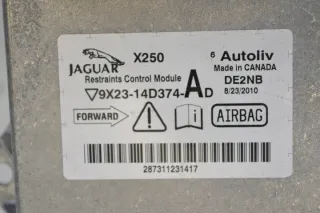 JAGUAR X250 6 Autoliv
Made in CANADA
Restraints Control Module DE2NB
▽9X23-14D374-AD 8/23/2010
FORWARD AIRBAG
287311231417